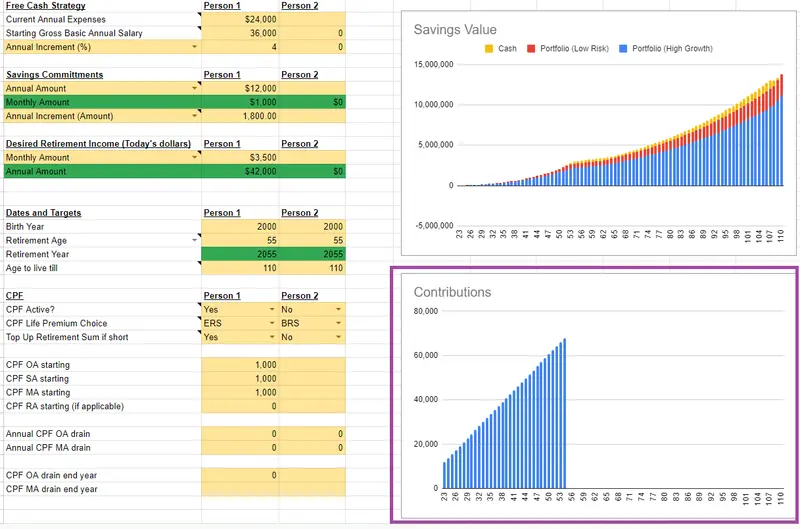 Free Cash Strategy Person 1 Person 2
Current Annual Expenses $24,000
Starting Gross Basic Annual Salary 36,000 0
Annual Increment (%) 4 0
Savings Committments Person 1 Person 2
Annual Amount $12,000
Monthly Amount $1,000 $0
Annual Increment (Amount) 1,800.00
Desired Retirement Income (Today's dollars) Person 1 Person 2
Monthly Amount $3,500
Annual Amount $42,000 $0
Dates and Targets Person 1 Person 2
Birth Year 2000 2000
Retirement Age 55 55
Retirement Year 2055 2055
Age to live till 110 110
CPF Person 1 Person 2
CPF Active? Yes No
CPF Life Premium Choice ERS BRS
Top Up Retirement Sum if short Yes No
CPF OA starting 1,000
CPF SA starting 1,000
CPF MA starting 1,000
CPF RA starting (if applicable) 0
Annual CPF OA drain 0 0
Annual CPF MA drain 0 0
CPF OA drain end year 0
CPF MA drain end year
Savings Value
Cash Portfolio (Low Risk) Portfolio (High Growth)
15,000,000
10,000,000
5,000,000
0
-5,000,000
23 26 29 32 35 38 41 44 47 50 53 56 59 62 65 68 71 74 77 80 83 86 89 92 95 98 101 104 107 110
Contributions
80,000
60,000
40,000
20,000
0
23 26 29 32 35 38 41 44 47 50 53 56 59 62 65 68 71 74 77 80 83 86 89 92 95 98 101 104 107 110